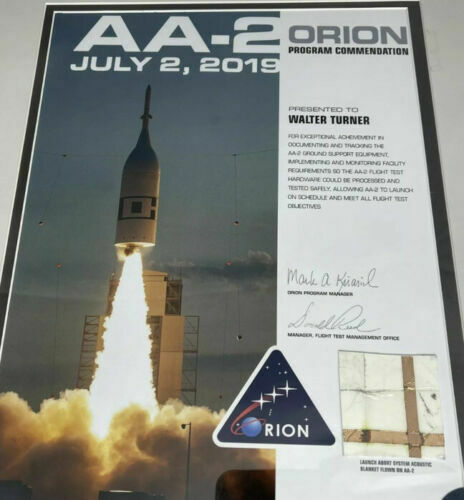 AA-2
JULY 2, 2019
ORION
PROGRAM COMMENDATION
PRESENTED TO
WALTER TURNER
FOR EXCEPTIONAL ACHIEVEMENT IN
DOCUMENTING AND TRACKING THE
AA-2 GROUND SUPPORT EQUIPMENT,
IMPLEMENTING AND MONITORING FACILITY
REQUIREMENTS SO THE AA-2 FLIGHT TEST
HARDWARE COULD BE PROCESSED AND
TESTED SAFELY, ALLOWING AA-2 TO LAUNCH
ON SCHEDULE AND MEET ALL FLIGHT TEST
OBJECTIVES.
Mark A
ORION PROGRAM MANAGER
MANAGER, FLIGHT TEST MANAGEMENT OFFICE
ORION
LAUNCH ABORT SYSTEM ACOUSTIC
BLANKET FLOWN ON AA-2